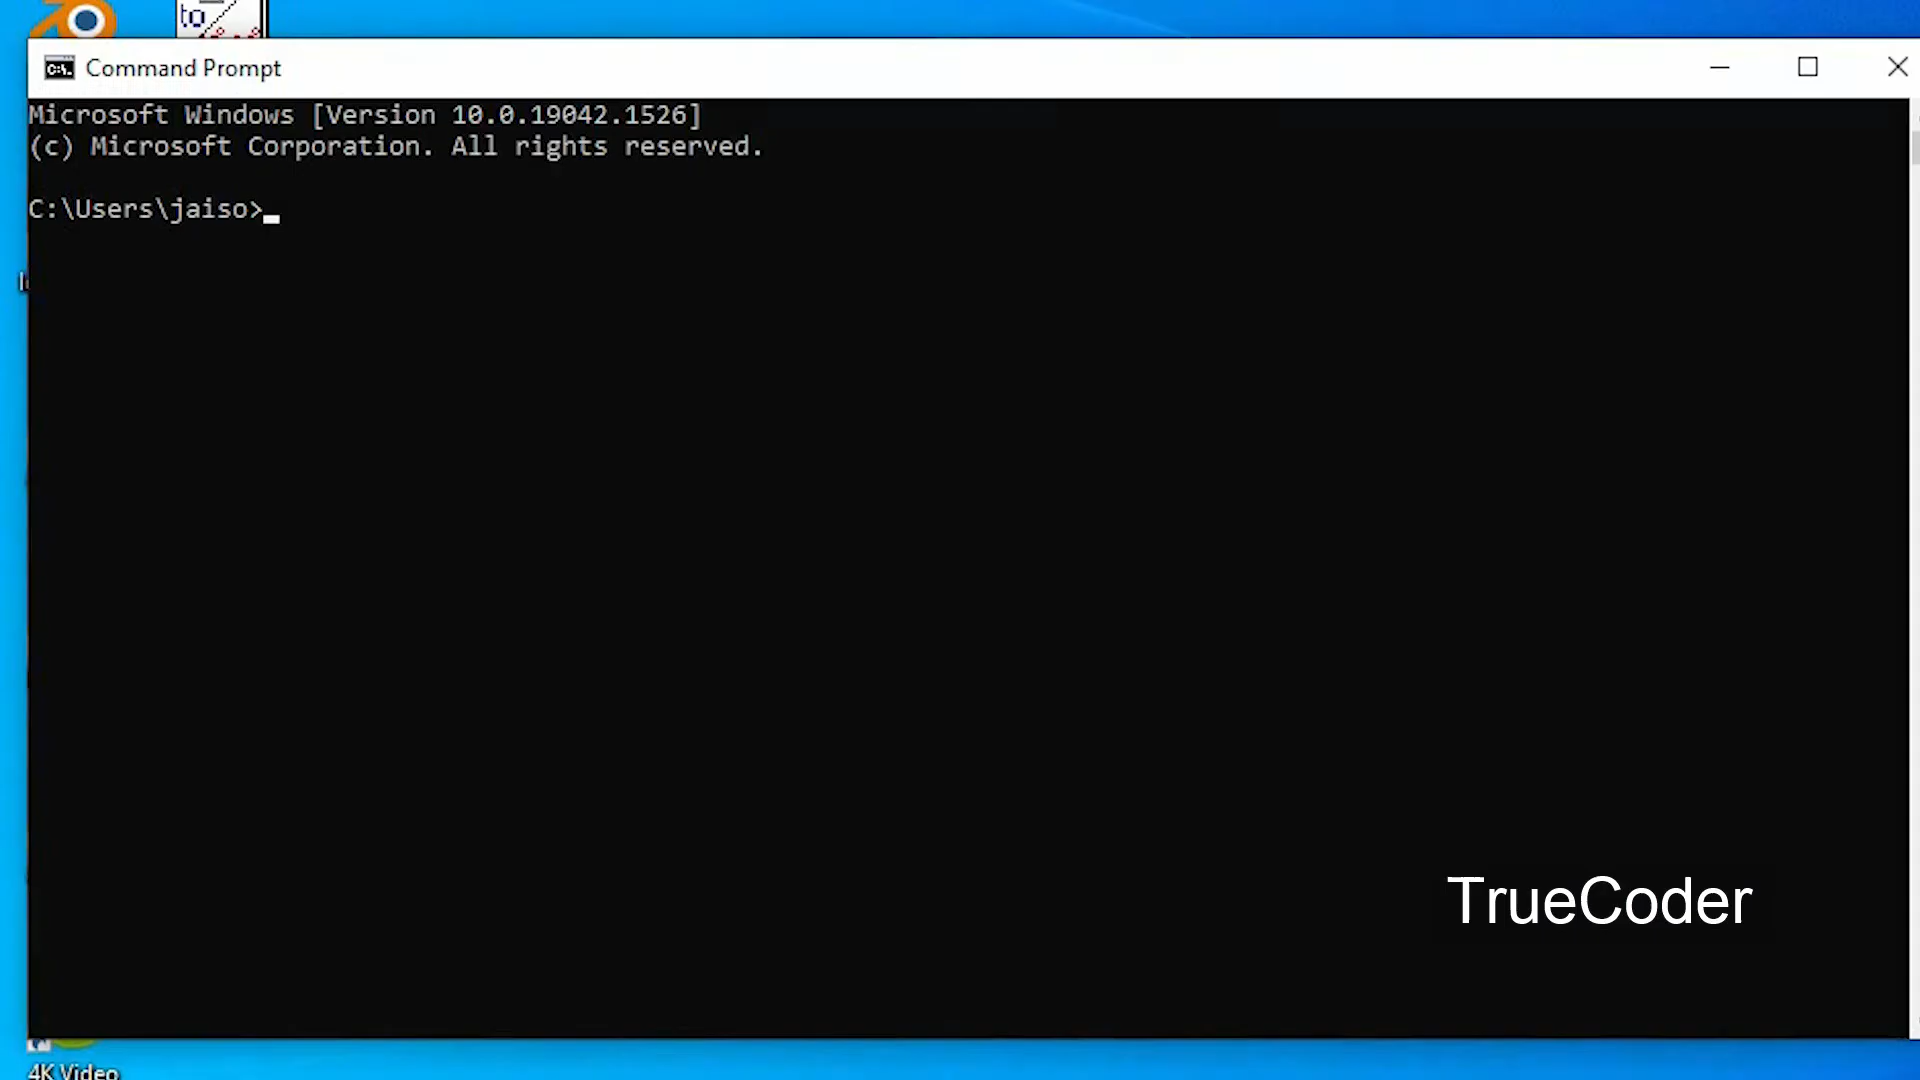 to/
Command Prompt
Microsoft Windows [Version 10.0.19042.1526]
(c) Microsoft Corporation. All rights reserved.
C:\Users\jaiso>
TrueCoder
4K Video